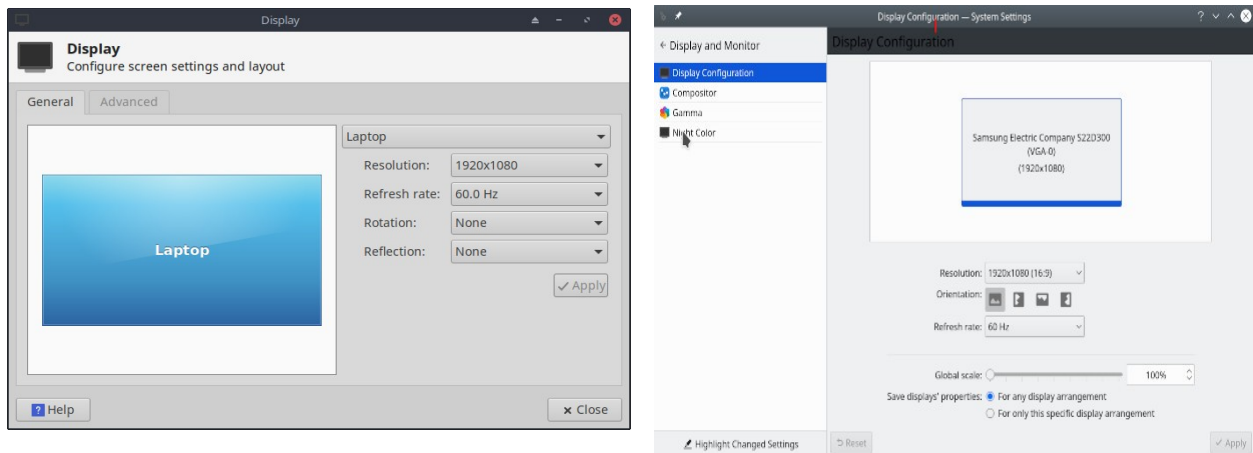 Display
Display
Configure screen settings and layout
General Advanced
Laptop
Laptop
Resolution: 1920x1080
Refresh rate: 60.0 Hz
Rotation: None
Reflection: None
Apply
Help
Close
Display Configuration — System Settings
Display and Monitor
Display Configuration
Display Configuration
Compositor
Gamma
Night Color
Samsung Electric Company S22D300
(VGA-0)
(1920x1080)
Resolution: 1920x1080 (16:9)
Orientation:
Refresh rate: 60 Hz
Global scale: 100%
Save displays' properties: For any display arrangement
For only this specific display arrangement
Highlight Changed Settings
Reset
Apply